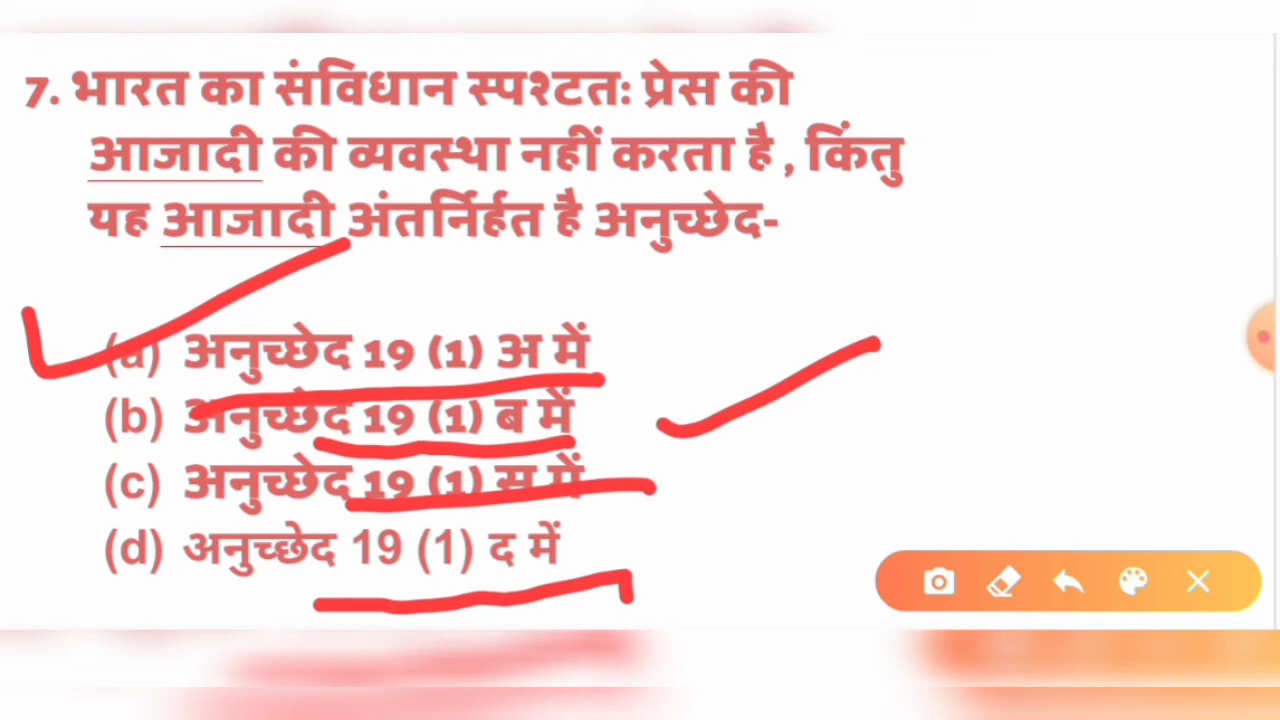 7. भारत का संविधान स्पश्टतः प्रेस की
आजादी की व्यवस्था नहीं करता है , किंतु
यह आजादी अंतर्निर्हत है अनुच्छेद-
(a) अनुच्छेद 19 (1) अ में
(b) अनुच्छेद 19 (1) ब में
(c) अनुच्छेद 19 (1) स में
(d) अनुच्छेद 19 (1) द में